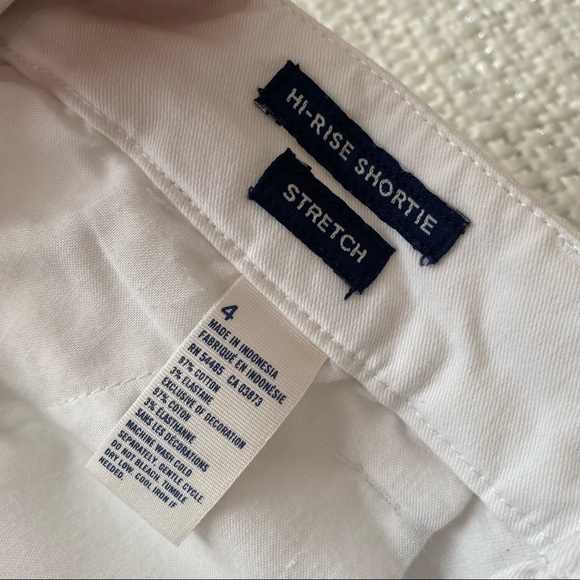 HI-RISE SHORTIE
STRETCH
4
MADE IN INDONESIA
FABRIQUÉ EN INDONÉSIE
RN 54485 CA 03873
97% COTTON
3% ELASTANE
EXCLUSIVE OF DECORATION
97% COTON
3% ÉLASTHANNE
SANS LES DÉCORATIONS
MACHINE WASH COLD
SEPARATELY, GENTLE CYCLE.
DO NOT BLEACH. TUMBLE
DRY LOW. COOL IRON IF
NEEDED.